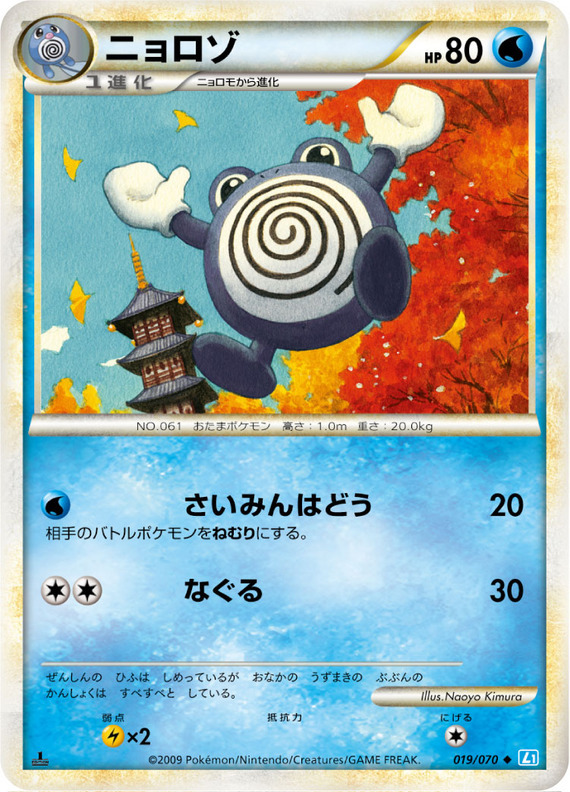 ニョロゾ HP80
1進化 ニョロモから進化
NO.061 おたまポケモン 高さ：1.0m 重さ：20.0kg
さいみんはどう 20
相手のバトルポケモンをねむりにする。
なぐる 30
ぜんしんの ひふは しめっているが おなかの うずまきの ぶぶんの
かんしょくは すべすべと している。
Illus.Naoyo Kimura
弱点 抵抗力 にげる
×2
1
©2009 Pokémon/Nintendo/Creatures/GAME FREAK.
019/070 ◆ L1